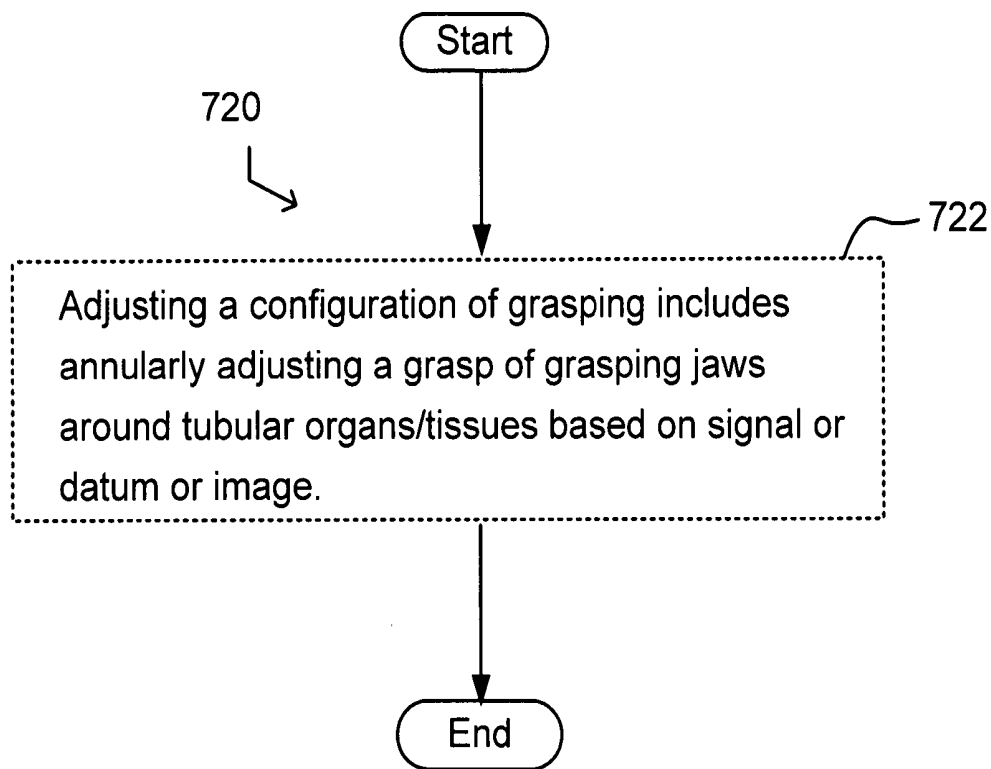 Start
720
722
Adjusting a configuration of grasping includes
annularly adjusting a grasp of grasping jaws
around tubular organs/tissues based on signal or
datum or image.
End